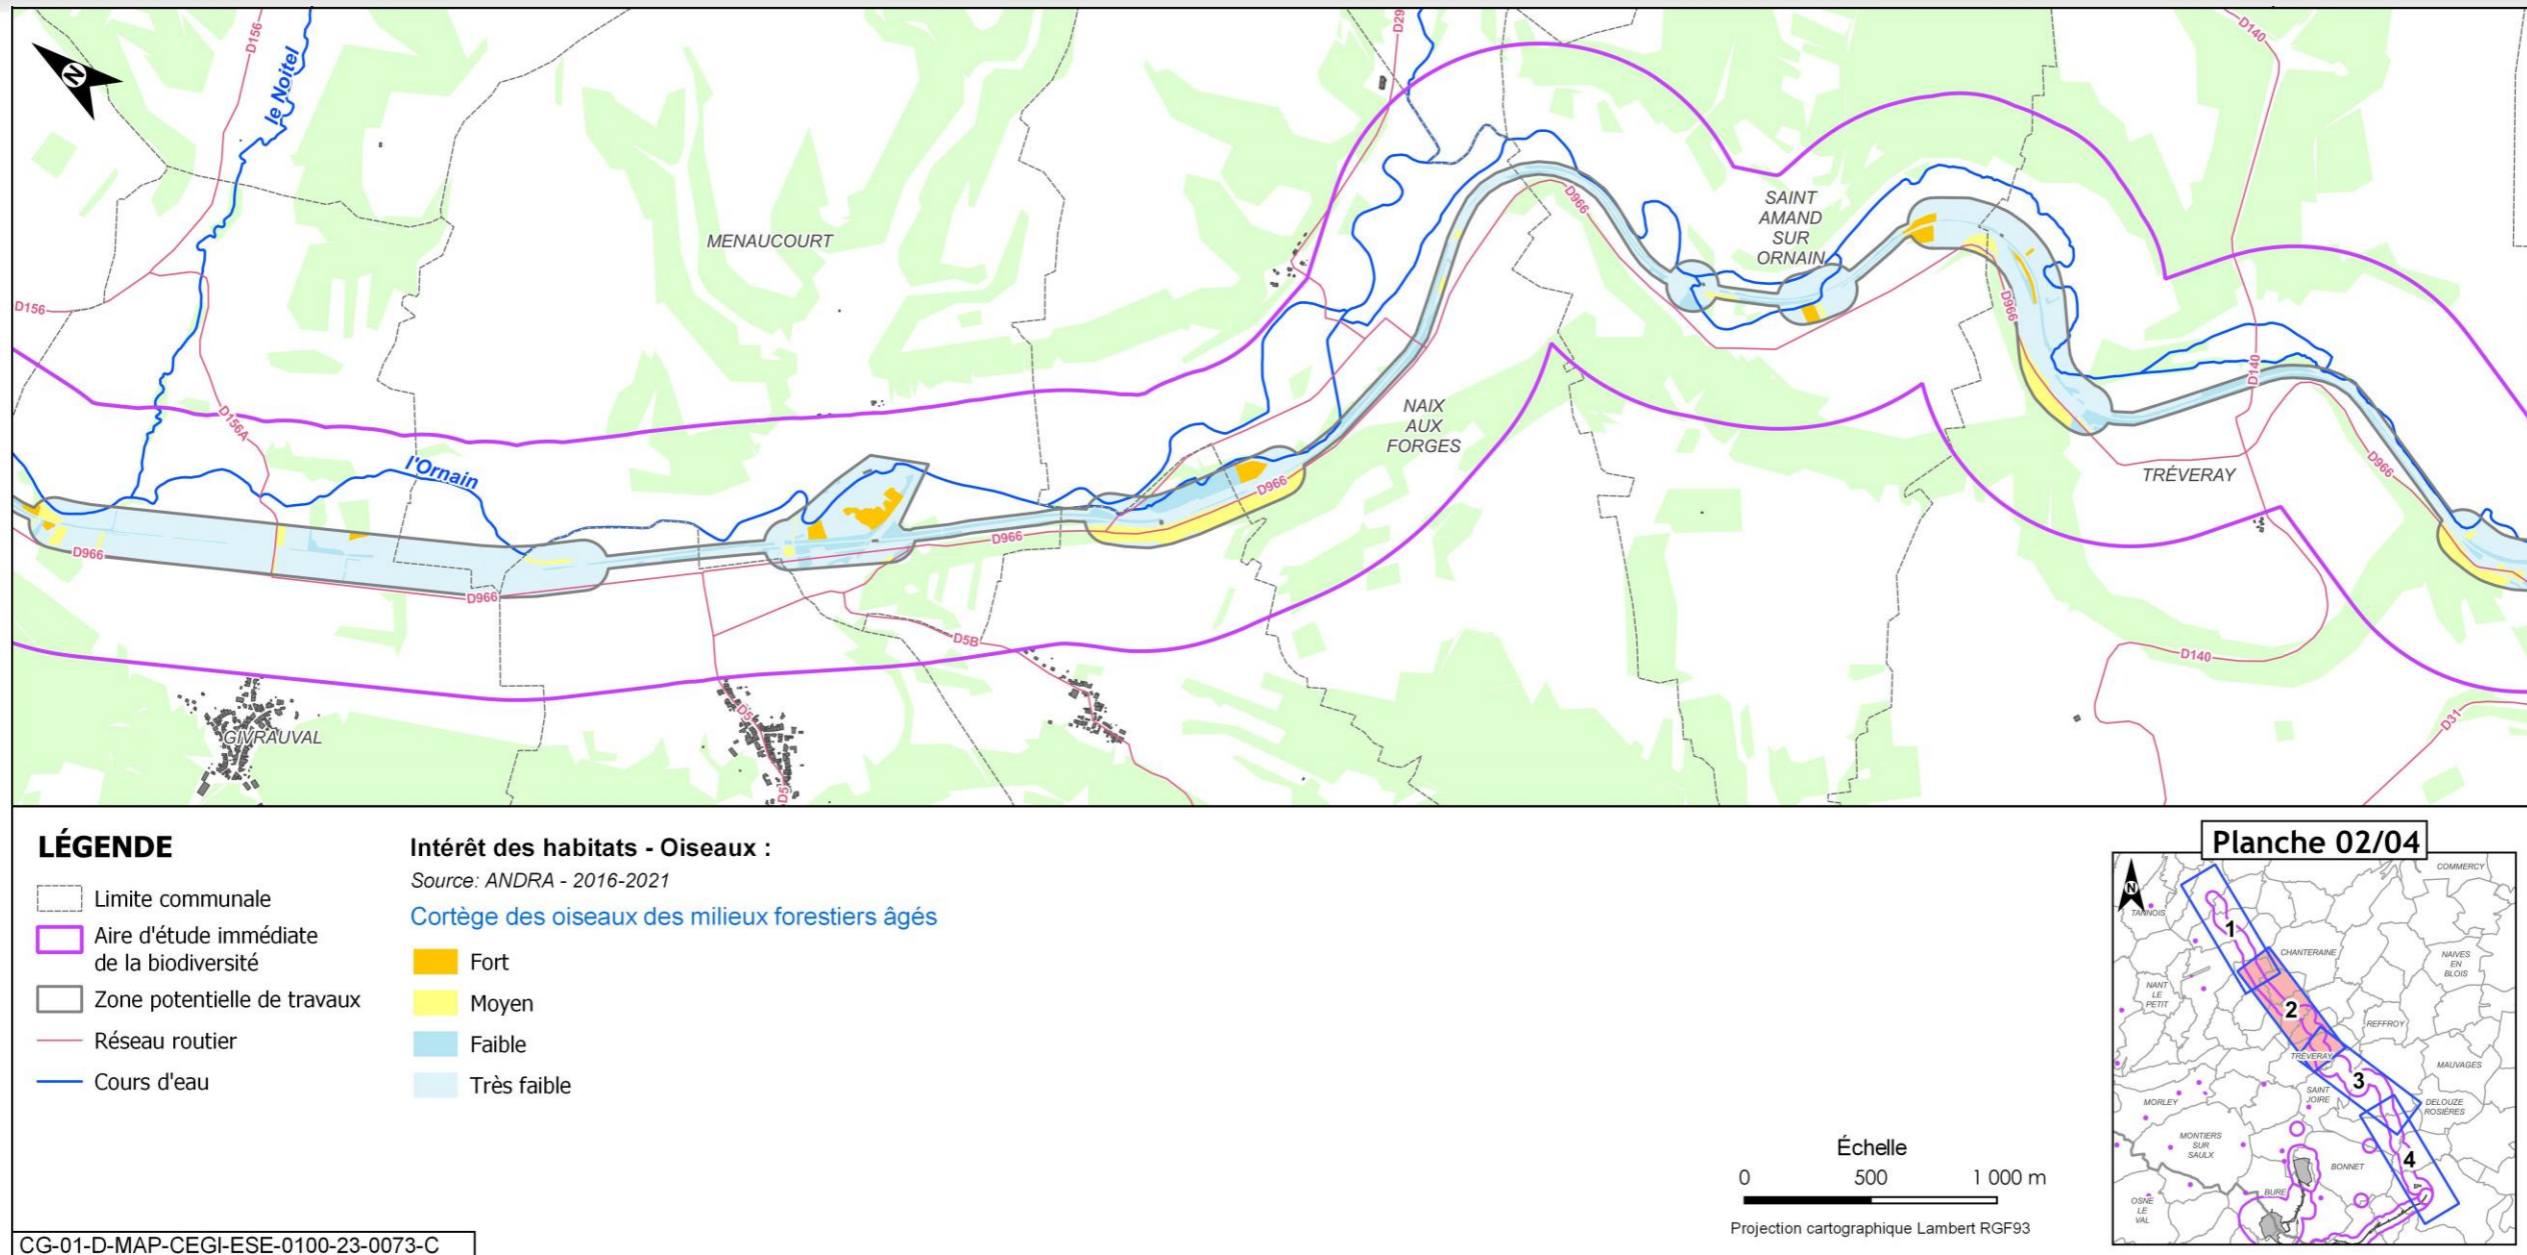 D156
le Noitel
N
D29
D140
MENAUCOURT
SAINT
AMAND
SUR
ORNAIN
D966
D156
D966
D140
D156A
NAIX
AUX
FORGES
l'Ornain
TRÉVERAY
D966
D966
D966
D966
D966
D5B
D140
D5
D31
GIVRAUVAL
D5
LÉGENDE
Limite communale
Aire d'étude immédiate
de la biodiversité
Zone potentielle de travaux
Réseau routier
Cours d'eau
Intérêt des habitats - Oiseaux :
Source: ANDRA - 2016-2021
Cortège des oiseaux des milieux forestiers âgés
Fort
Moyen
Faible
Très faible
Échelle
0 500 1 000 m
Projection cartographique Lambert RGF93
Planche 02/04
COMMERCY
N
TANNOIS
1
CHANTERAINE
NAIVES
EN
BLOIS
NANT
LE
PETIT
2
REFFROY
TRÉVERAY
MAUVAGES
3
SAINT
JOIRE
MORLEY
DELOUZE
ROSIÈRES
MONTIERS
SUR
SAULX
4
BONNET
BURE
OSNE
LE
VAL
CG-01-D-MAP-CEGI-ESE-0100-23-0073-C